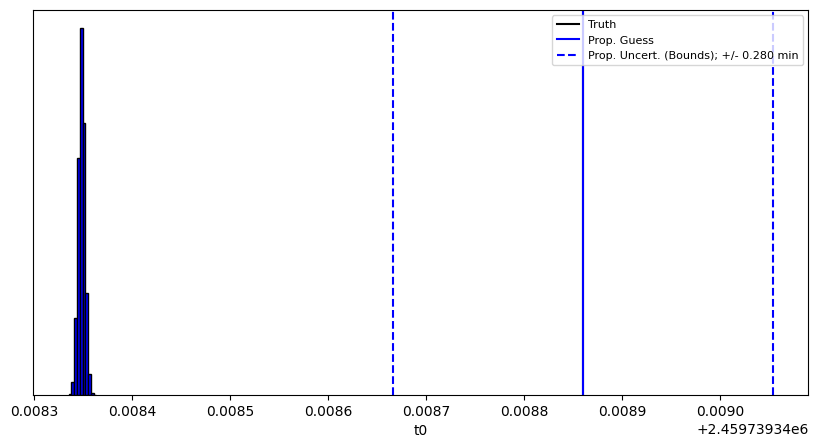 Truth
Prop. Guess
Prop. Uncert. (Bounds); +/- 0.280 min
0.0083 0.0084 0.0085 0.0086 0.0087 0.0088 0.0089 0.0090
t0
+2.45973934e6